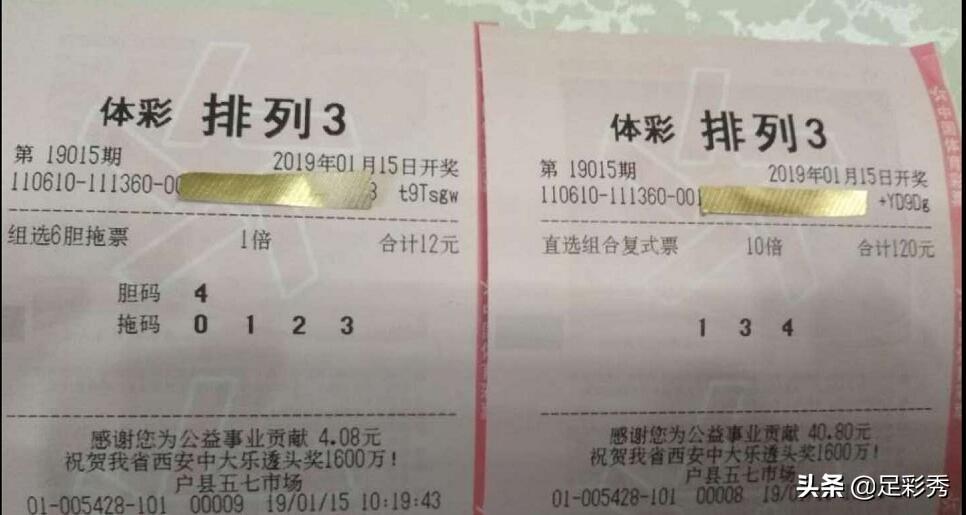 体彩 排列3
第 19015期 2019年01月15日开奖
110610-111360-00 3 t9Tsgw
组选6胆拖票 1倍 合计12元
胆码 4
拖码 0 1 2 3
感谢您为公益事业贡献 4.08元
祝贺我省西安中大乐透头奖1600万!
户县五七市场
01-005428-101 00009 19/01/15 10:19:43
体彩 排列3
第 19015期 2019年01月15日开奖
110610-111360-001 +YD9Dg
直选组合复式票 10倍 合计120元
1 3 4
感谢您为公益事业贡献 40.80元
祝贺我省西安中大乐透头奖1600万!
户县五七市场
01-005428-101 00008 19/0
中国体育彩票
头条 @足彩秀